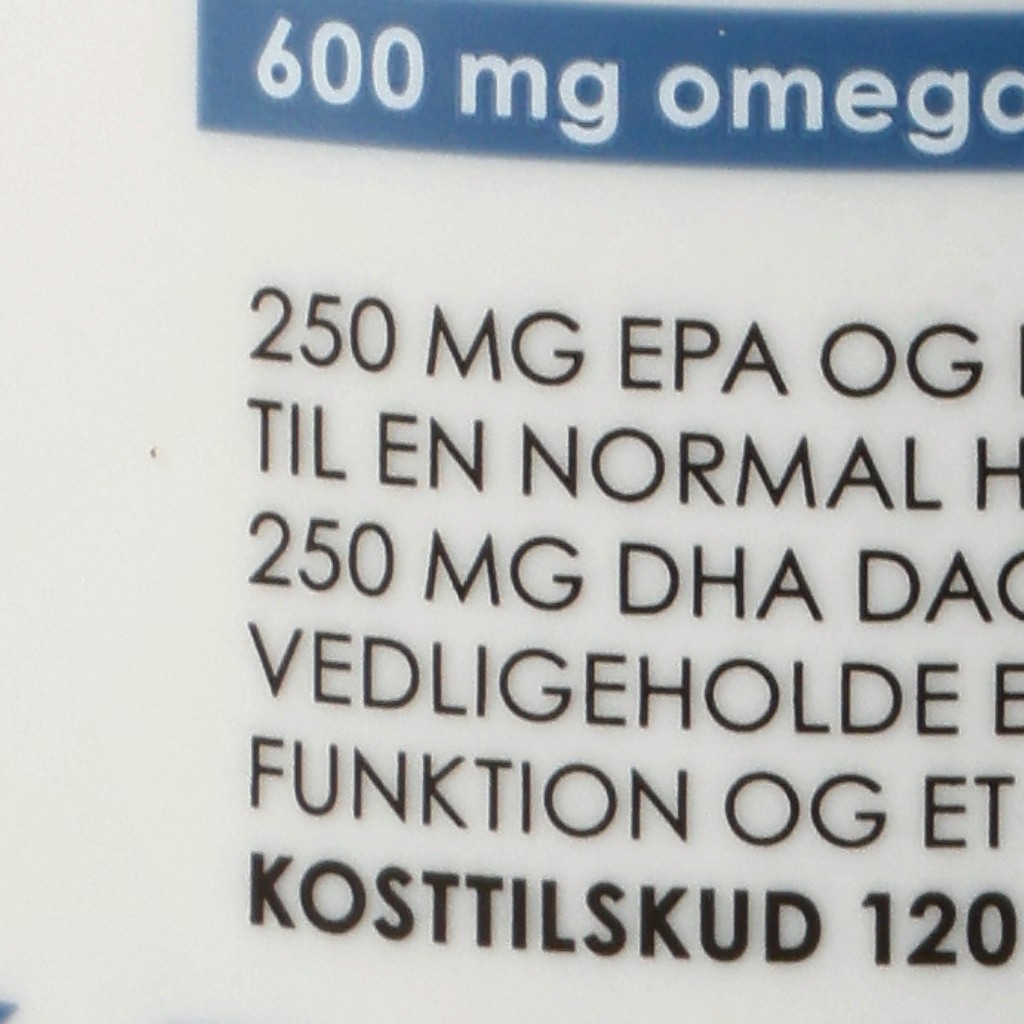 600 mg omega
250 MG EPA OG
TIL EN NORMAL H
250 MG DHA DAG
VEDLIGEHOLDE E
FUNKTION OG ET
KOSTTILSKUD 120